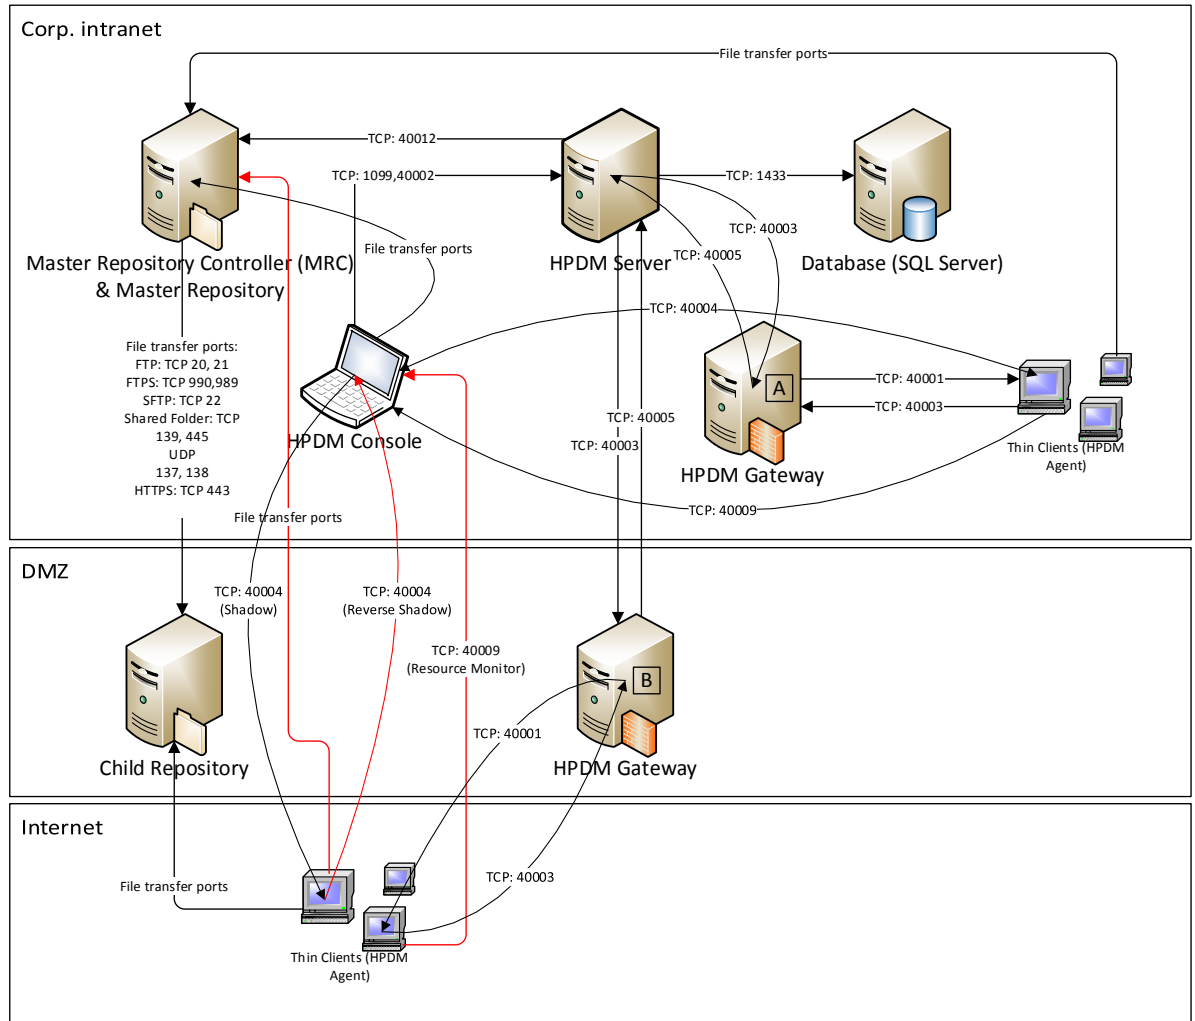 Corp. intranet
File transfer ports
TCP: 40012
TCP: 1099,40002
TCP: 1433
TCP: 40003
TCP: 40005
File transfer ports
Master Repository Controller (MRC)
& Master Repository
HPDM Server
Database (SQL Server)
TCP: 40004
File transfer ports:
FTP: TCP 20, 21
FTPS: TCP 990,989
SFTP: TCP 22
Shared Folder: TCP
139, 445
UDP
137, 138
HTTPS: TCP 443
HPDM Console
A
TCP: 40001
TCP: 40003
TCP: 40005
TCP: 40003
HPDM Gateway
Thin Clients (HPDM
Agent)
TCP: 40009
File transfer ports
DMZ
TCP: 40004
(Shadow)
TCP: 40004
(Reverse Shadow)
TCP: 40009
(Resource Monitor)
B
TCP: 40001
Child Repository
HPDM Gateway
Internet
File transfer ports
TCP: 40003
Thin Clients (HPDM
Agent)